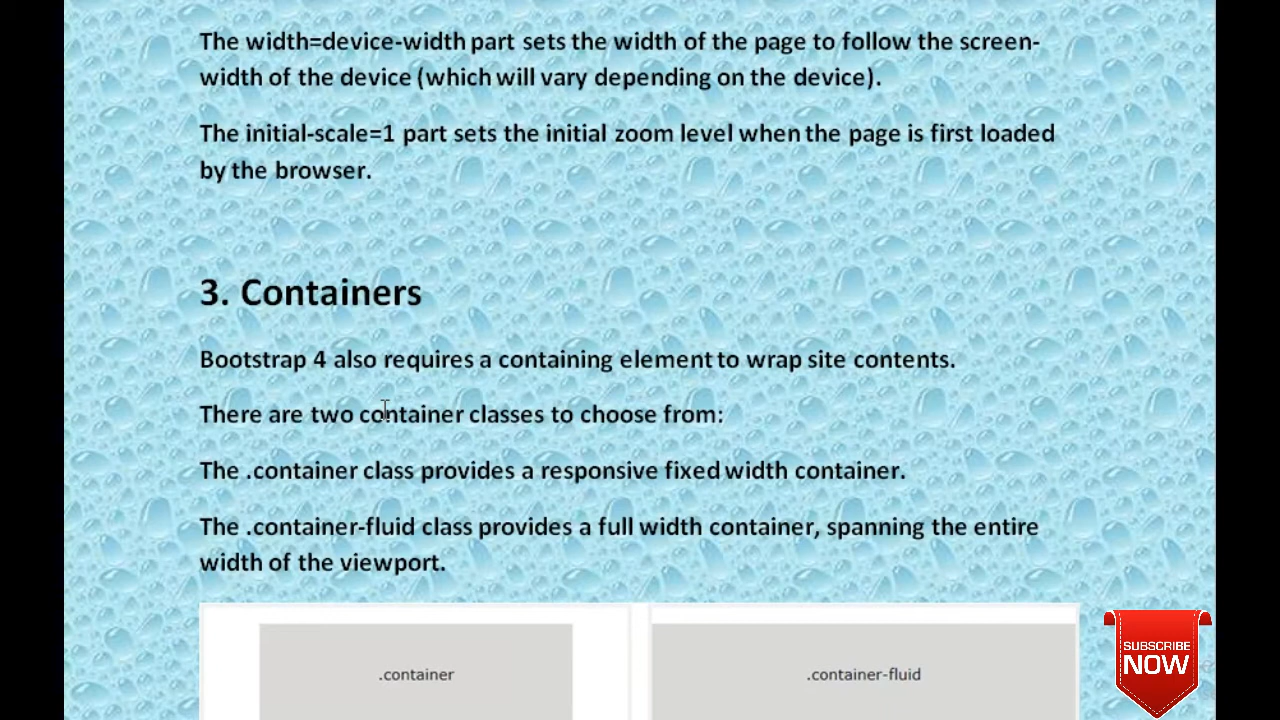 The width=device-width part sets the width of the page to follow the screen-
width of the device (which will vary depending on the device).
The initial-scale=1 part sets the initial zoom level when the page is first loaded
by the browser.
3. Containers
Bootstrap 4 also requires a containing element to wrap site contents.
There are two container classes to choose from:
The .container class provides a responsive fixed width container.
The .container-fluid class provides a full width container, spanning the entire
width of the viewport.
.container
.container-fluid
SUBSCRIBE
NOW